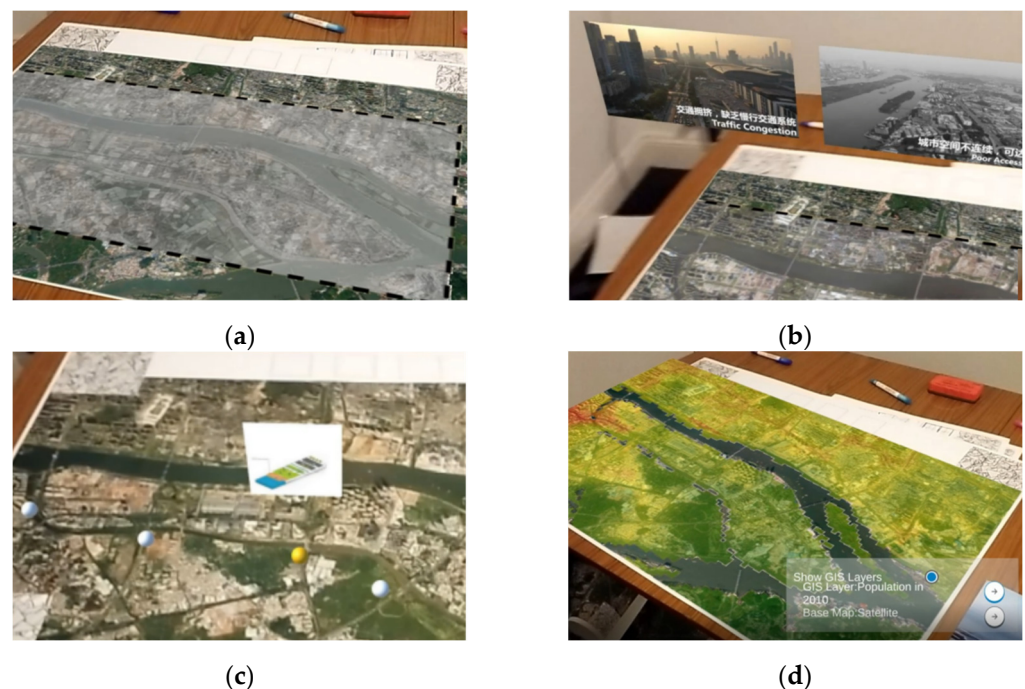 交通拥挤，缺乏慢行交通系统
Traffic Congestion
城市空间不连续，可达
Poor Access
(a)
(b)
(c)
(d)
Show GIS Layers
GIS Layer:Population in
2010
Base Map:Satellite